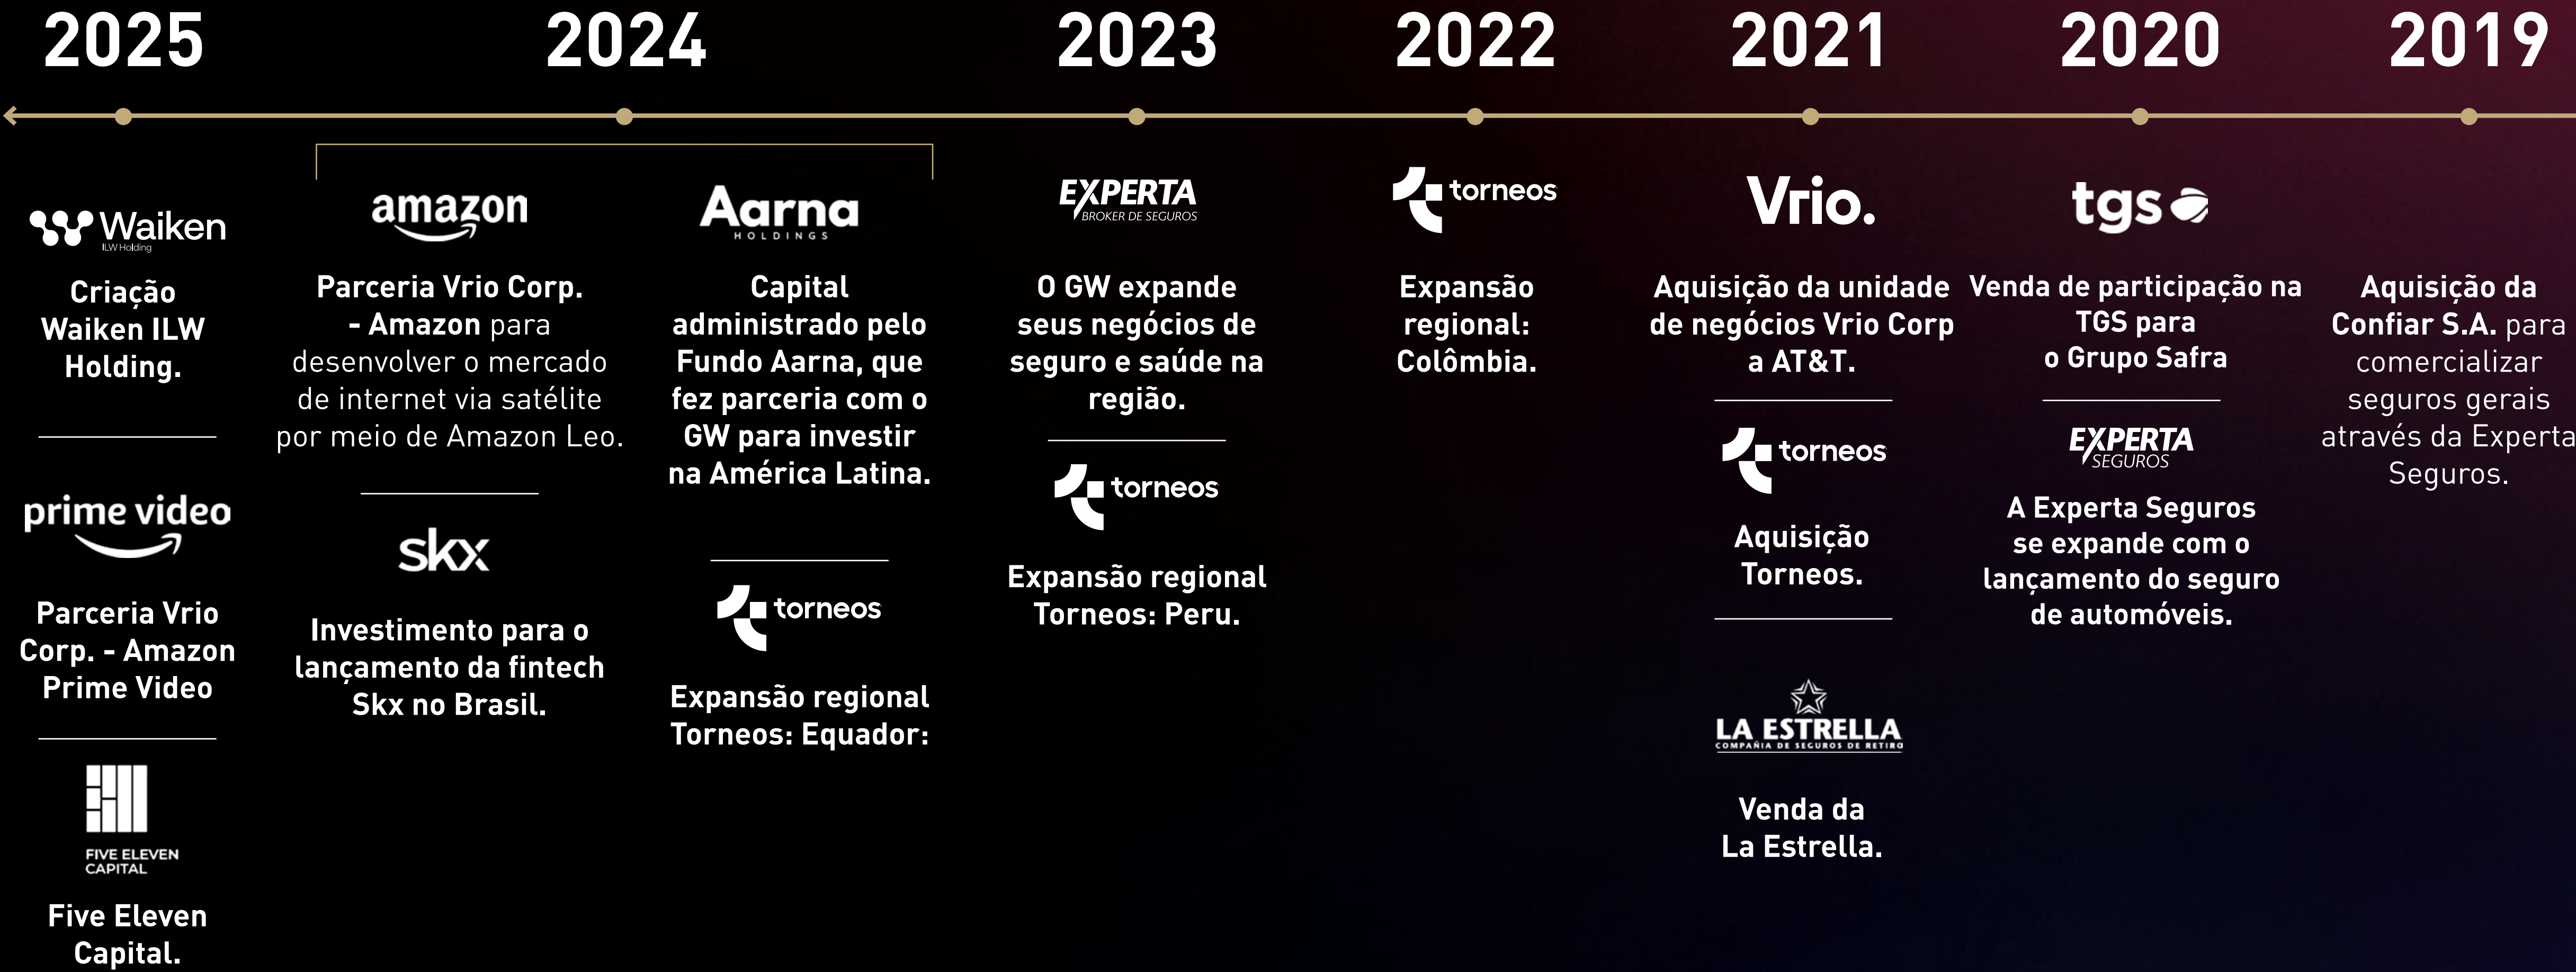 2025
2024
2023
2022
2021
2020
2019
Waiken
ILW Holding
Criação
Waiken ILW
Holding.
prime video
Parceria Vrio
Corp. - Amazon
Prime Video
FIVE ELEVEN
CAPITAL
Five Eleven
Capital.
amazon
Parceria Vrio Corp.
- Amazon para
desenvolver o mercado
de internet via satélite
por meio de Amazon Leo.
skx
Investimento para o
lançamento da fintech
Skx no Brasil.
Aarna
HOLDINGS
Capital
administrado pelo
Fundo Aarna, que
fez parceria com o
GW para investir
na América Latina.
torneos
Expansão regional
Torneos: Equador:
EXPERTA
BROKER DE SEGUROS
O GW expande
seus negócios de
seguro e saúde na
região.
torneos
Expansão regional
Torneos: Peru.
torneos
Expansão
regional:
Colômbia.
Vrio.
Aquisição da unidade
de negócios Vrio Corp
a AT&T.
torneos
Aquisição
Torneos.
LA ESTRELLA
COMPAÑIA DE SEGUROS DE RETIRO
Venda da
La Estrella.
tgs
Venda de participação na
TGS para
o Grupo Safra
EXPERTA
SEGUROS
A Experta Seguros
se expande com o
lançamento do seguro
de automóveis.
Aquisição da
Confiar S.A. para
comercializar
seguros gerais
através da Experta
Seguros.